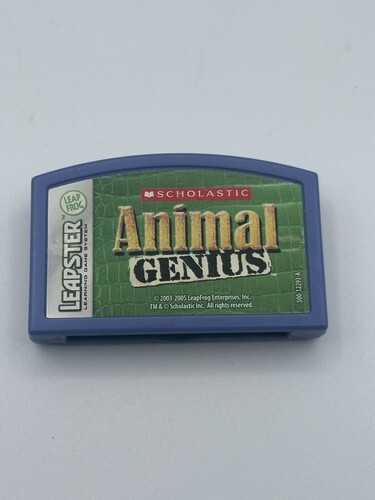 LEAP
FROG
LEAPSTER™
LEARNING GAME SYSTEM
SCHOLASTIC
Animal
GENIUS
© 2003-2005 LeapFrog Enterprises, Inc.
TM & © Scholastic Inc. All rights reserved.
500-12293-A